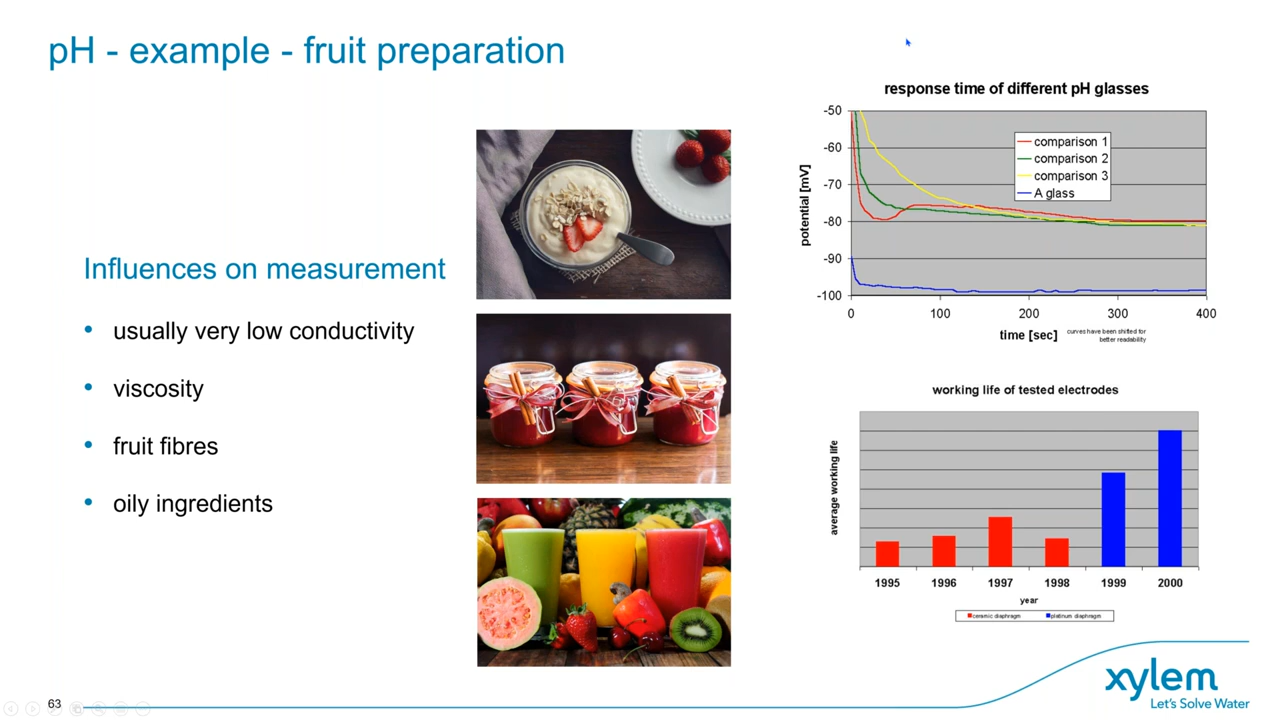 pH - example - fruit preparation
Influences on measurement
• usually very low conductivity
• viscosity
• fruit fibres
• oily ingredients
response time of different pH glasses
-50
-60
-70
-80
-90
-100
potential [mV]
comparison 1
comparison 2
comparison 3
A glass
0 100 200 300 400
time [sec]
curves have been shifted for
better readability
working life of tested electrodes
average working life
1995 1996 1997 1998 1999 2000
year
ceramic diaphragm platinum diaphragm
63
xylem
Let's Solve Water